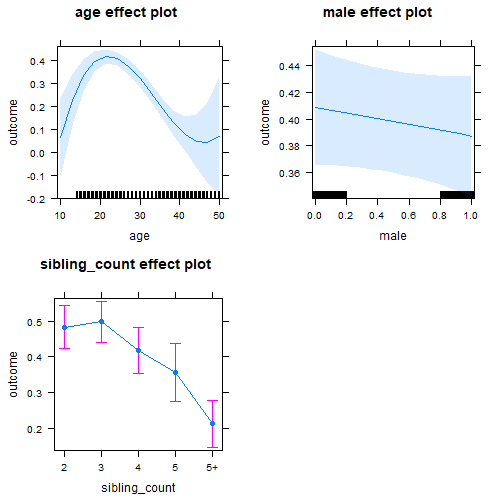 age effect plot
outcome
0.4
0.3
0.2
0.1
0.0
-0.1
-0.2
10 20 30 40 50
age
male effect plot
outcome
0.44
0.42
0.40
0.38
0.36
0.0 0.2 0.4 0.6 0.8 1.0
male
sibling_count effect plot
outcome
0.5
0.4
0.3
0.2
2 3 4 5 5+
sibling_count